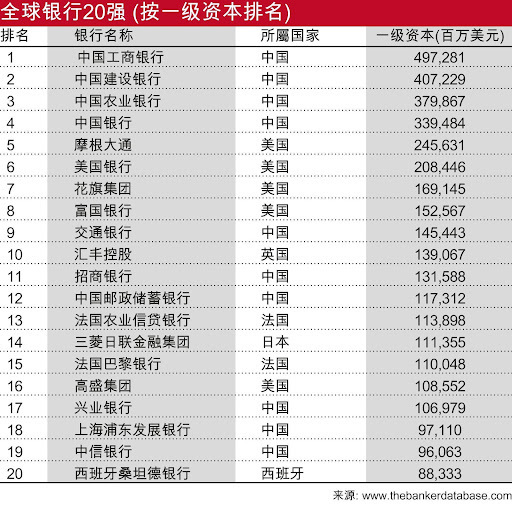 全球银行20强 (按一级资本排名)
排名 银行名称 所屬国家 一级资本(百万美元)
1 中国工商银行 中国 497,281
2 中国建设银行 中国 407,229
3 中国农业银行 中国 379,867
4 中国银行 中国 339,484
5 摩根大通 美国 245,631
6 美国银行 美国 208,446
7 花旗集团 美国 169,145
8 富国银行 美国 152,567
9 交通银行 中国 145,443
10 汇丰控股 英国 139,067
11 招商银行 中国 131,588
12 中国邮政储蓄银行 中国 117,312
13 法国农业信贷银行 法国 113,898
14 三菱日联金融集团 日本 111,355
15 法国巴黎银行 法国 110,048
16 高盛集团 美国 108,552
17 兴业银行 中国 106,979
18 上海浦东发展银行 中国 97,110
19 中信银行 中国 96,063
20 西班牙桑坦德银行 西班牙 88,333
来源: www.thebankerdatabase.com